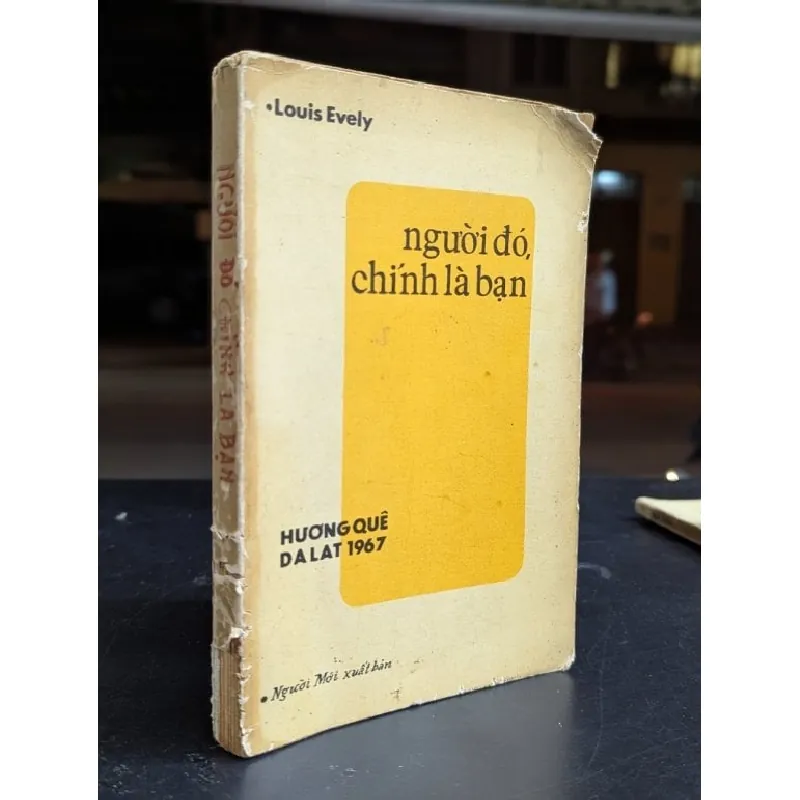 •Louis Evely
người đó,
chính là bạn
HƯƠNG QUÊ
DALAT 1967
• Người Mới xuất bản
NGƯỜI ĐÓ CHÍNH LÀ BẠN